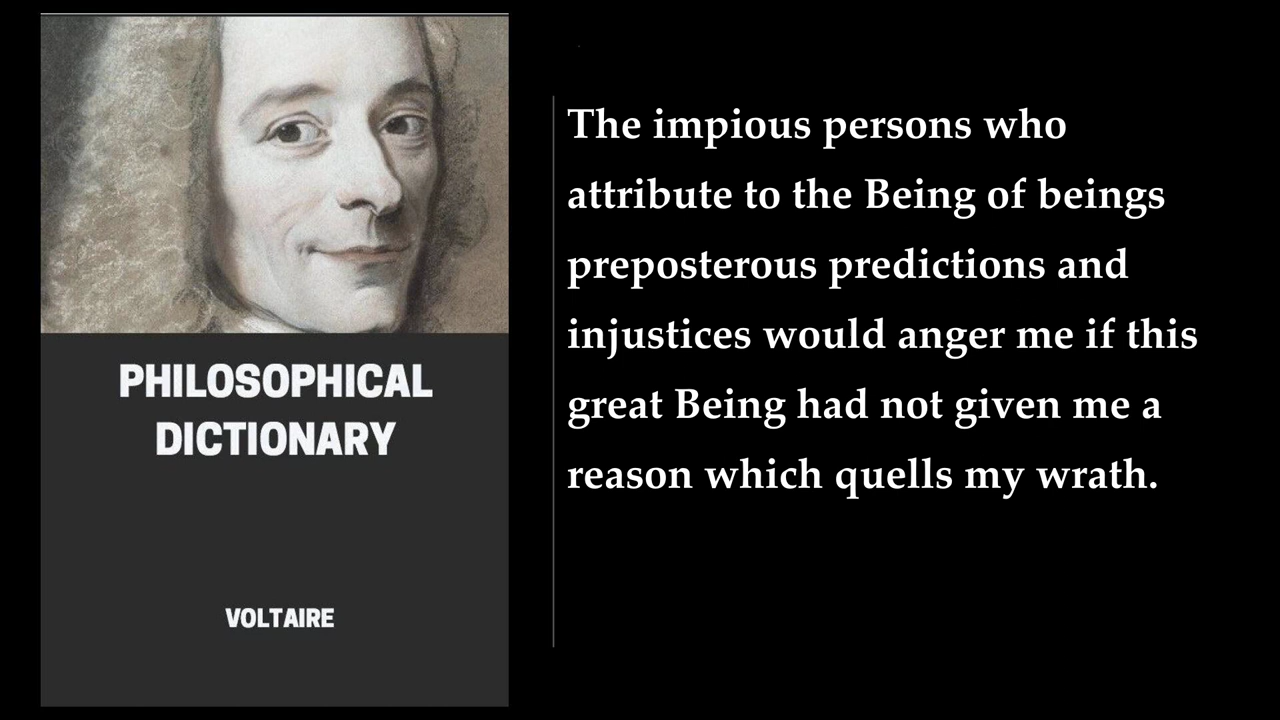 PHILOSOPHICAL
DICTIONARY
VOLTAIRE
The impious persons who
attribute to the Being of beings
preposterous predictions and
injustices would anger me if this
great Being had not given me a
reason which quells my wrath.